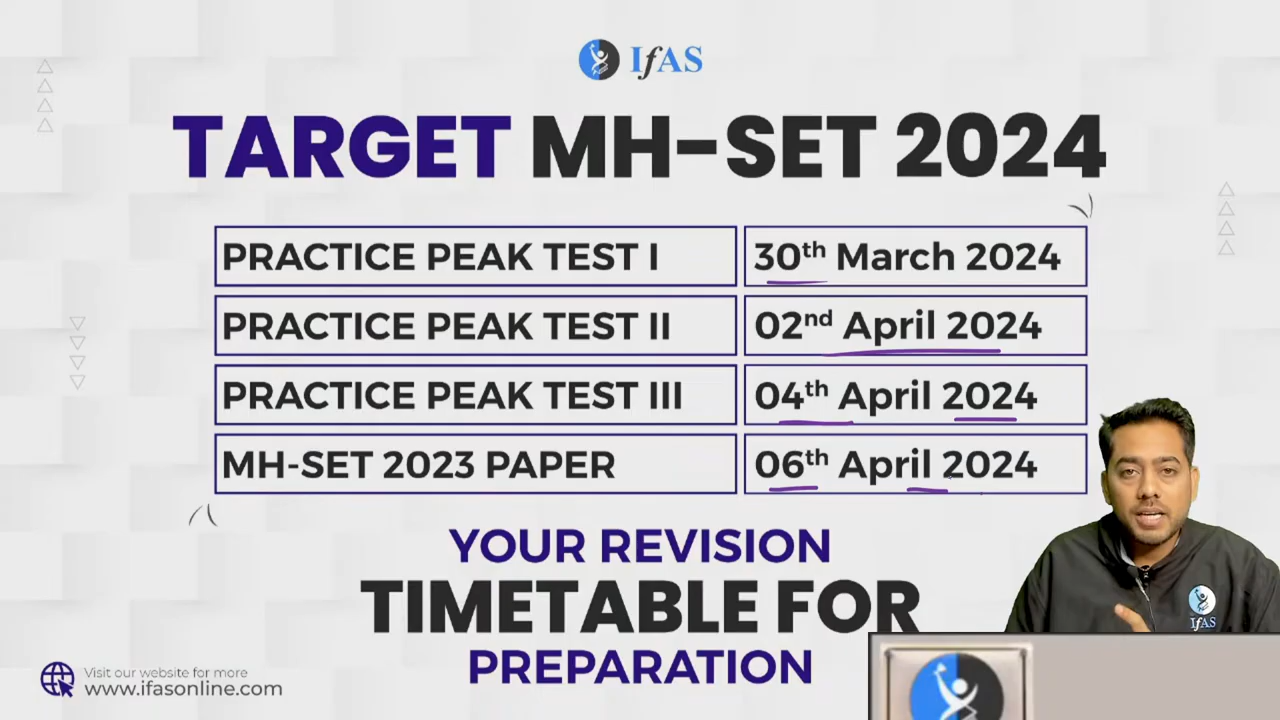 IfAS
TARGET MH-SET 2024
PRACTICE PEAK TEST I 30th March 2024
PRACTICE PEAK TEST II 02nd April 2024
PRACTICE PEAK TEST III 04th April 2024
MH-SET 2023 PAPER 06th April 2024
YOUR REVISION
TIMETABLE FOR
PREPARATION
IfAS
Visit our website for more
www.ifasonline.com